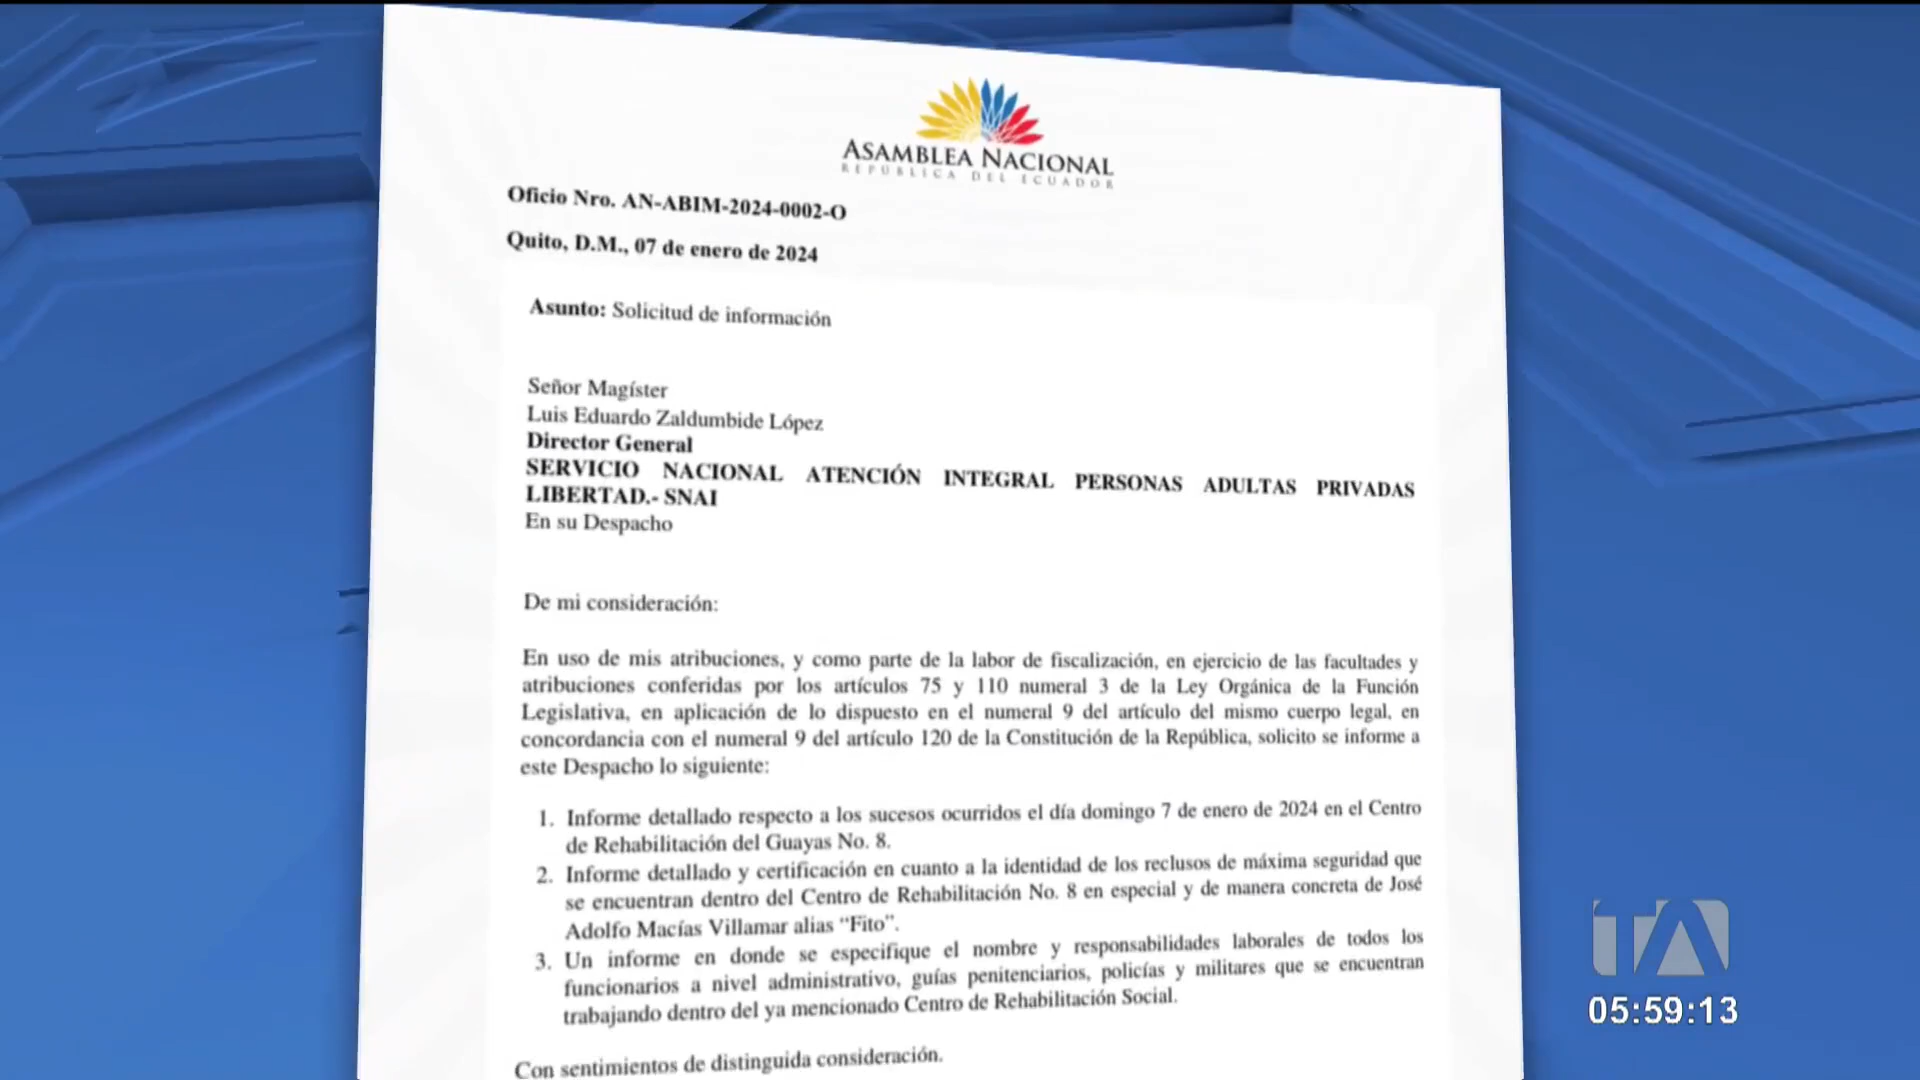 ASAMBLEA NACIONAL
REPÚBLICA DEL ECUADOR
Oficio Nro. AN-ABIM-2024-0002-O
Quito, D.M., 07 de enero de 2024
Asunto: Solicitud de información
Señor Magíster
Luis Eduardo Zaldumbide López
Director General
SERVICIO NACIONAL ATENCIÓN INTEGRAL PERSONAS ADULTAS PRIVADAS
LIBERTAD.- SNAI
En su Despacho
De mi consideración:
En uso de mis atribuciones, y como parte de la labor de fiscalización, en ejercicio de las facultades y
atribuciones conferidas por los artículos 75 y 110 numeral 3 de la Ley Orgánica de la Función
Legislativa, en aplicación de lo dispuesto en el numeral 9 del artículo del mismo cuerpo legal, en
concordancia con el numeral 9 del artículo 120 de la Constitución de la República, solicito se informe a
este Despacho lo siguiente:
1. Informe detallado respecto a los sucesos ocurridos el día domingo 7 de enero de 2024 en el Centro
de Rehabilitación del Guayas No. 8.
2. Informe detallado y certificación en cuanto a la identidad de los reclusos de máxima seguridad que
se encuentran dentro del Centro de Rehabilitación No. 8 en especial y de manera concreta de José
Adolfo Macías Villamar alias “Fito”.
3. Un informe en donde se especifique el nombre y responsabilidades laborales de todos los
funcionarios a nivel administrativo, guías penitenciarios, policías y militares que se encuentran
trabajando dentro del ya mencionado Centro de Rehabilitación Social.
Con sentimientos de distinguida consideración.
TA
05:59:13